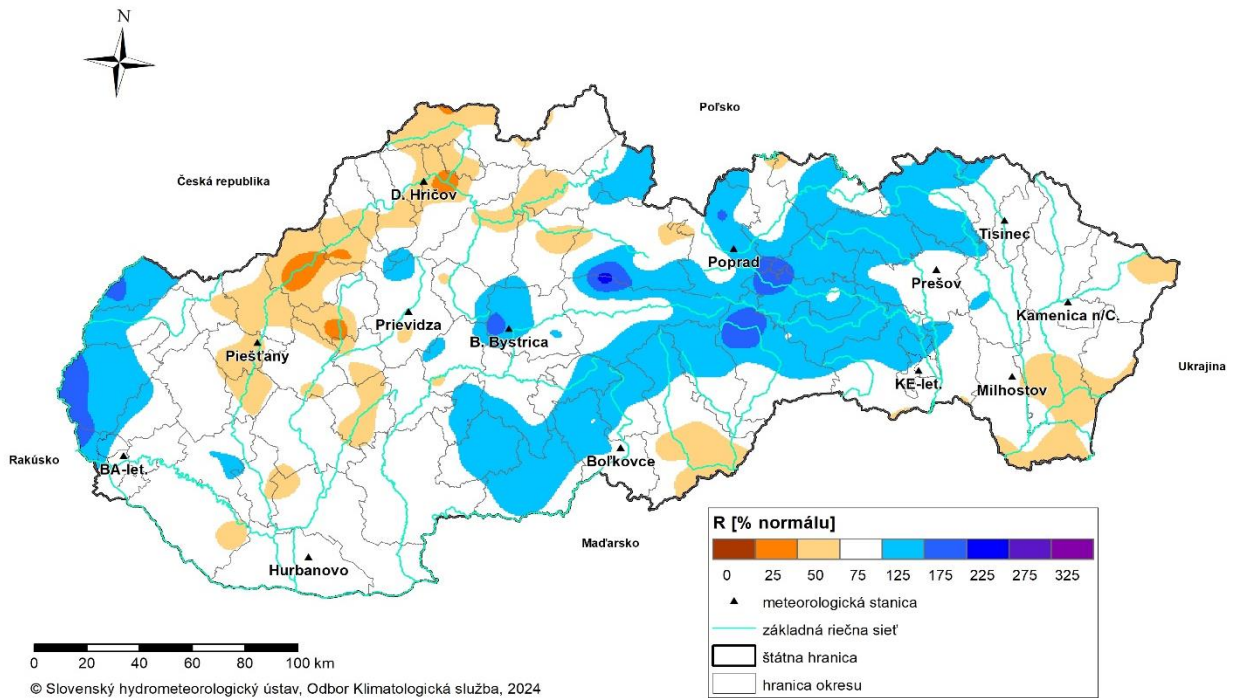 N
Poľsko
Česká republika
D. Hričov
Tisinec
Poprad
Prešov
Prievidza
Kamenica n/C.
B. Bystrica
Piešťany
Ukrajina
KE-let.
Milhostov
Rakúsko
BA-let.
Boľkovce
Maďarsko
Hurbanovo
R [% normálu]
0 25 50 75 125 175 225 275 325
meteorologická stanica
základná riečna sieť
štátna hranica
hranica okresu
0 20 40 60 80 100 km
© Slovenský hydrometeorologický ústav, Odbor Klimatologická služba, 2024